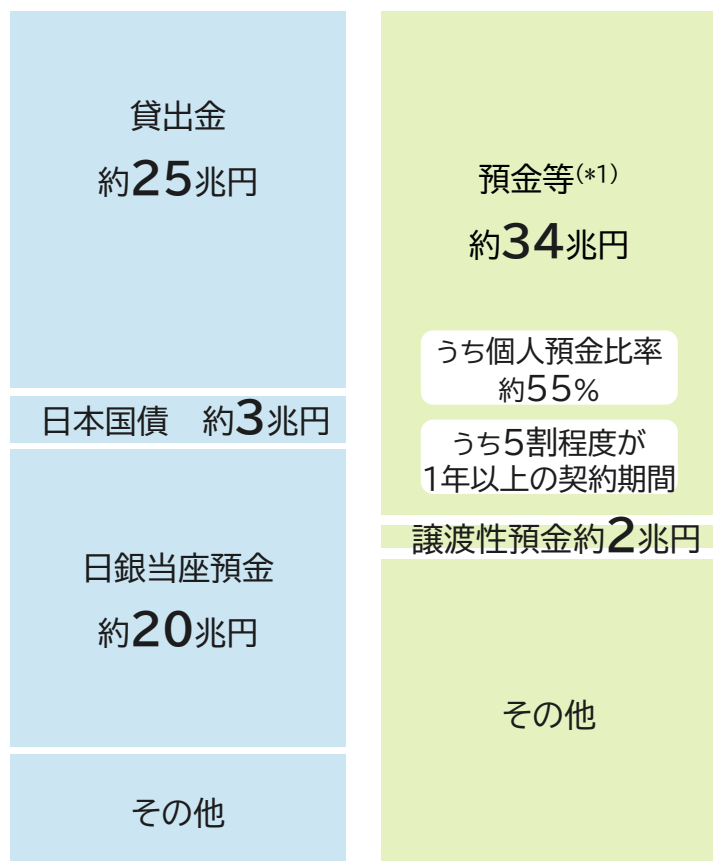 貸出金
約25兆円
日本国債　約3兆円
日銀当座預金
約20兆円
その他
預金等(*1)
約34兆円
うち個人預金比率
約55%
うち5割程度が
1年以上の契約期間
譲渡性預金約2兆円
その他